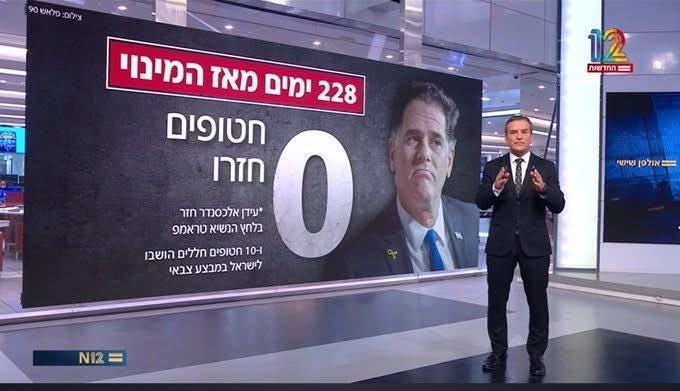 צילום: פלאש 90
228 ימים מאז המינוי
0
חטופים
חזרו
*עידן אלכסנדר חזר
בלחץ הנשיא טראמפ
ו-10 חטופים חללים הושבו
לישראל במבצע צבאי
12
החדשות
אולפן שישי
N12